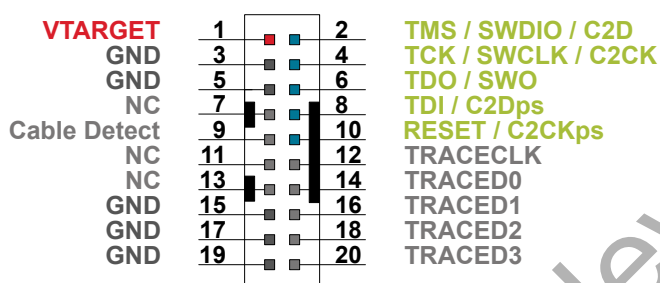 VTARGET 1 2 TMS / SWDIO / C2D
GND 3 4 TCK / SWCLK / C2CK
GND 5 6 TDO / SWO
NC 7 8 TDI / C2Dps
Cable Detect 9 10 RESET / C2CKps
NC 11 12 TRACECLK
NC 13 14 TRACED0
GND 15 16 TRACED1
GND 17 18 TRACED2
GND 19 20 TRACED3